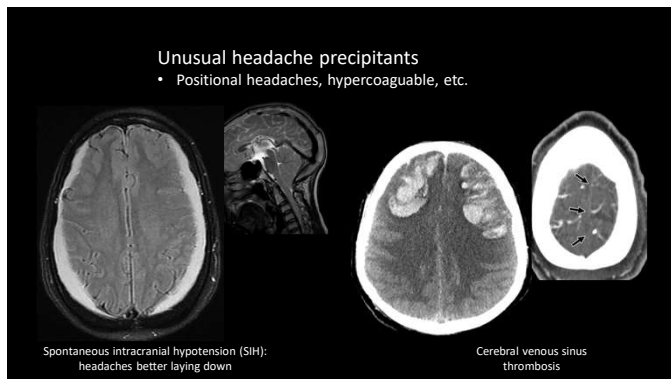 Unusual headache precipitants
• Positional headaches, hypercoaguable, etc.
Spontaneous intracranial hypotension (SIH):
headaches better laying down
Cerebral venous sinus
thrombosis